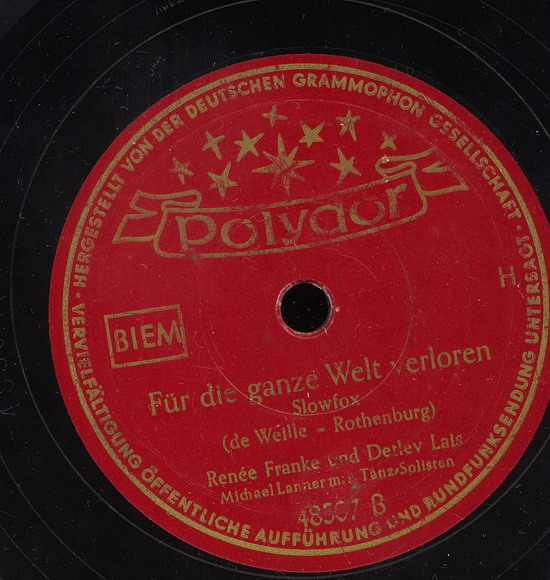 · HERGESTELLT VON DER DEUTSCHEN GRAMMOPHON GESELLSCHAFT ·
VERVIELFÄLTIGUNG ÖFFENTLICHE AUFFÜHRUNG UND RUNDFUNKSENDUNG UNTERSAGT ·
Polydor
H
BIEM
Für die ganze Welt verloren
Slowfox
(de Weille - Rothenburg)
Renée Franke und Detlev Lais
Michael Lanner mit Tanz-Solisten
48307 B